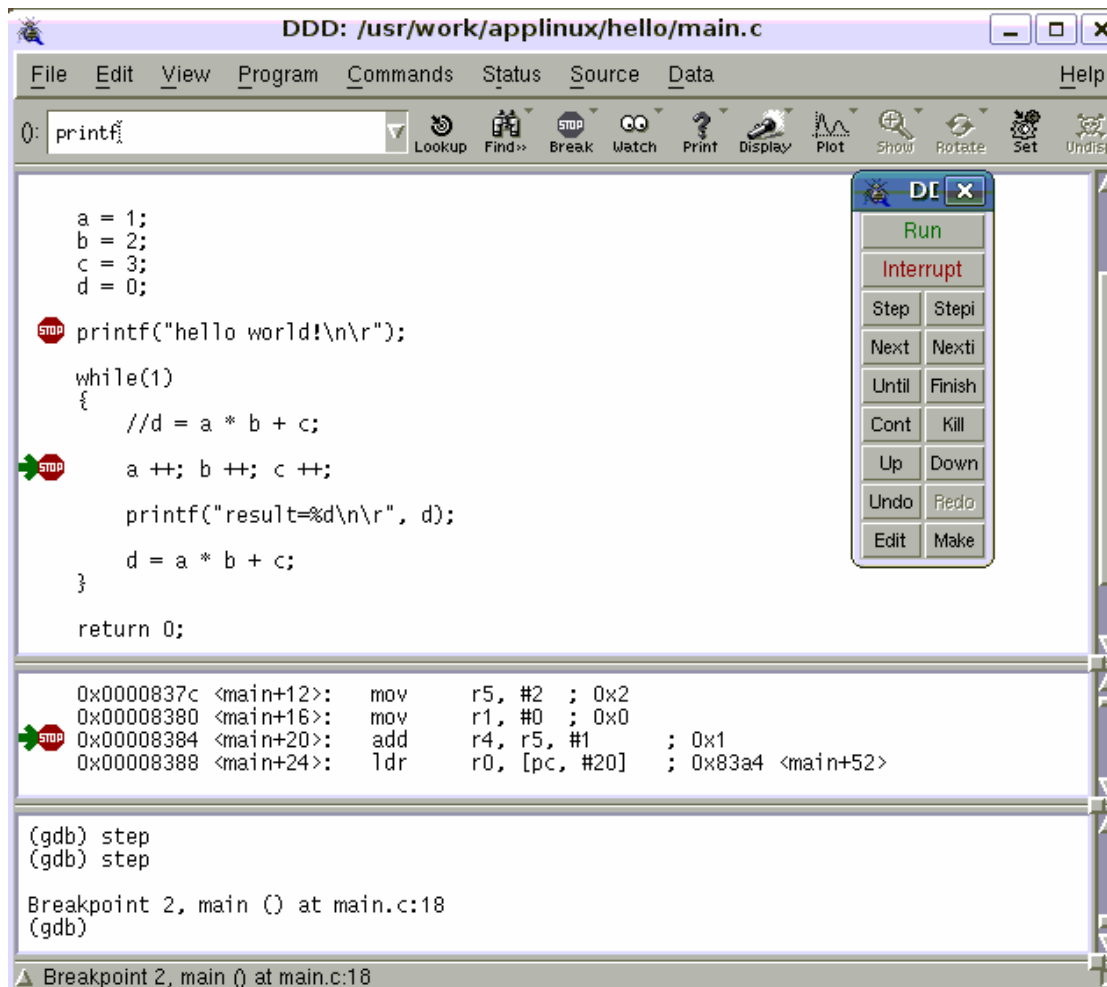 DDD: /usr/work/applinux/hello/main.c
File Edit View Program Commands Status Source Data Help
(): printf
Lookup Find» Break Watch Print Display Plot Show Rotate Set Undisp
a = 1;
b = 2;
c = 3;
d = 0;
STOP printf("hello world!\n\r");
while(1)
{
//d = a * b + c;
STOP a ++; b ++; c ++;
printf("result=%d\n\r", d);
d = a * b + c;
}
return 0;
Run
Interrupt
Step Stepi
Next Nexti
Until Finish
Cont Kill
Up Down
Undo Redo
Edit Make
0x0000837c <main+12>: mov r5, #2 ; 0x2
0x00008380 <main+16>: mov r1, #0 ; 0x0
STOP 0x00008384 <main+20>: add r4, r5, #1 ; 0x1
0x00008388 <main+24>: ldr r0, [pc, #20] ; 0x83a4 <main+52>
(gdb) step
(gdb) step
Breakpoint 2, main () at main.c:18
(gdb)
Breakpoint 2, main () at main.c:18